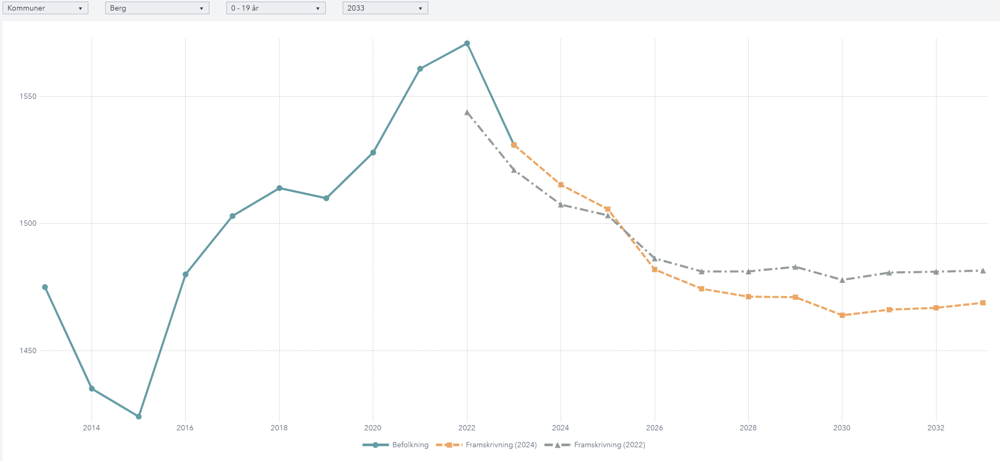 Kommuner Berg 0 - 19 år 2033
1550
1500
1450
2014 2016 2018 2020 2022 2024 2026 2028 2030 2032
Befolkning Framskrivning (2024) Framskrivning (2022)